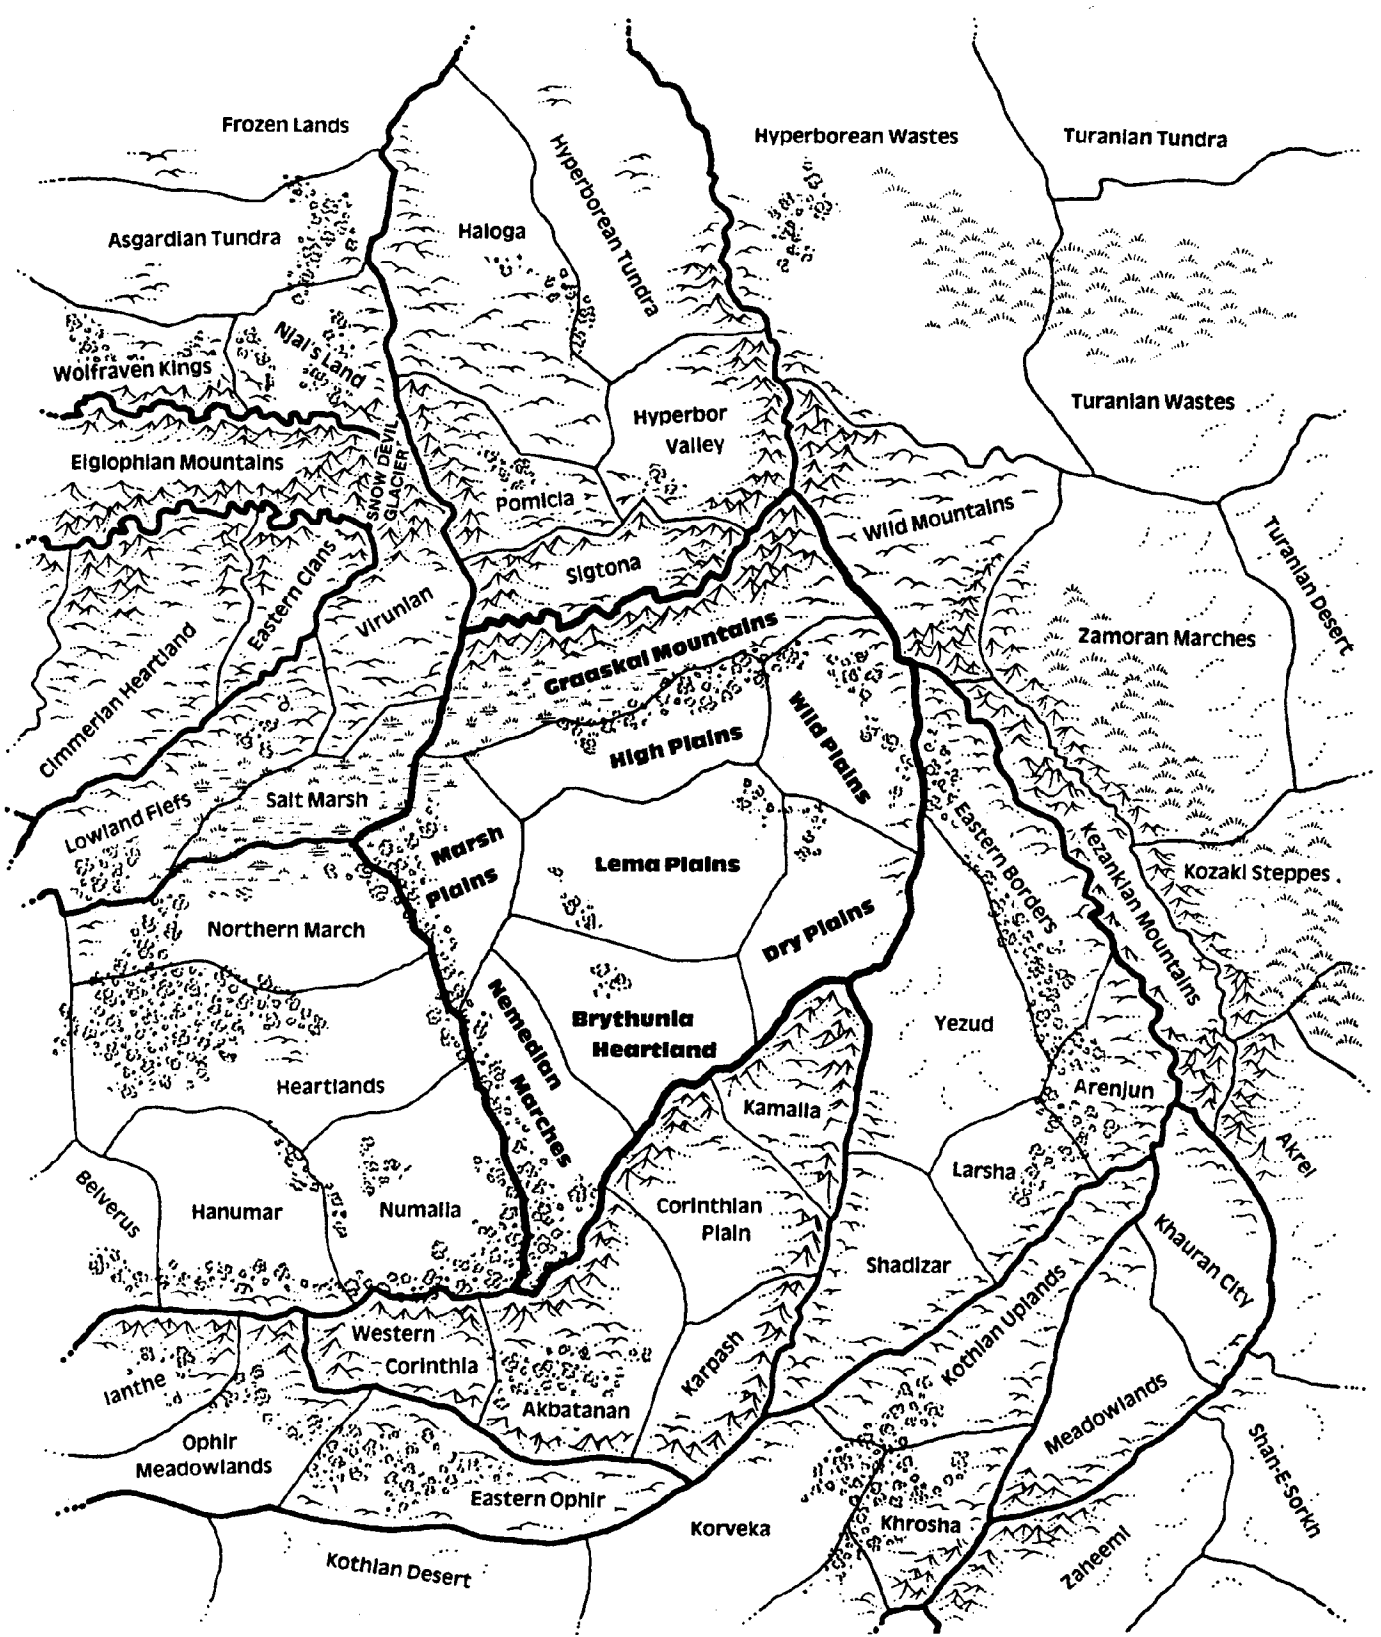 Frozen Lands
Hyperborean Wastes
Turanian Tundra
Hyperborean Tundra
Haloga
Asgardian Tundra
Njal's Land
Wolfraven Kings
Turanian Wastes
Hyperbor
Valley
Eiglophian Mountains
SNOW DEVIL
GLACIER
Pomicia
Wild Mountains
Turanian Desert
Sigtona
Eastern Clans
Virunian
Cimmerian Heartland
Graaskal Mountains
Zamoran Marches
High Plains
Wild Plains
Lowland Fiefs
Salt Marsh
Marsh
Plains
Lema Plains
Eastern Borders
Kezankian Mountains
Kozaki Steppes
Northern March
Dry Plains
Nemedian
Marches
Brythunia
Heartland
Yezud
Heartlands
Kamalia
Arenjun
Akrel
Belverus
Hanumar
Numalia
Corinthian
Plain
Larsha
Shadizar
Khauran City
Kothian Uplands
Western
Corinthia
Karpash
Ianthe
Akbatanan
Meadowlands
Ophir
Meadowlands
Eastern Ophir
Korveka
Khrosha
Shan-E-Sorkh
Zaheemi
Kothian Desert